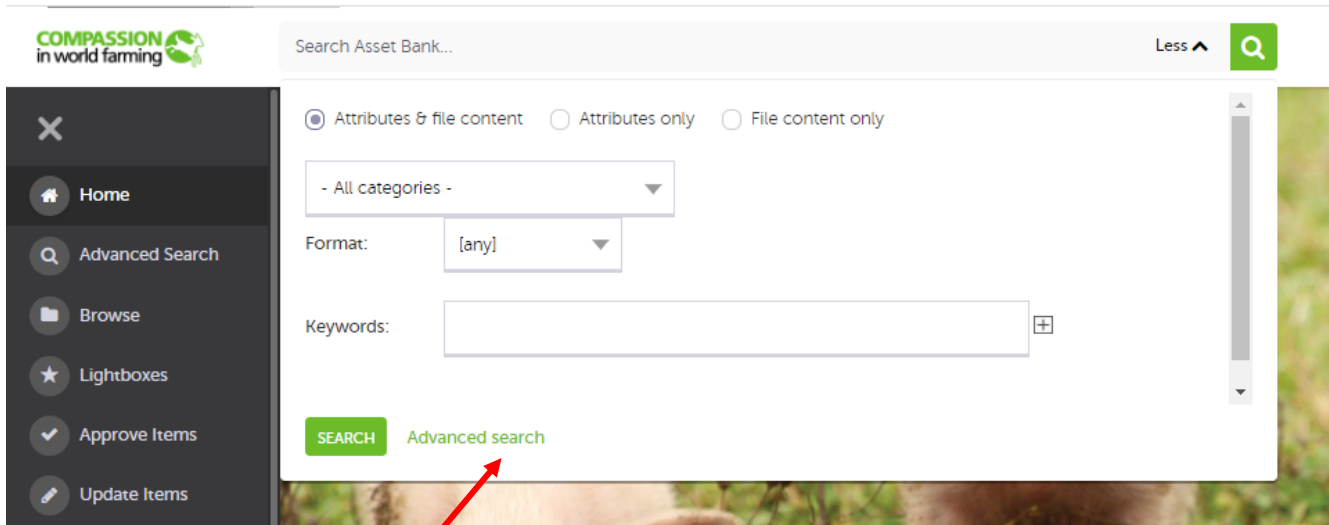 COMPASSION
in world farming
Search Asset Bank...
Less
Attributes & file content
Attributes only
File content only
- All categories -
Format:
[any]
Keywords:
SEARCH
Advanced search
Home
Advanced Search
Browse
Lightboxes
Approve Items
Update Items